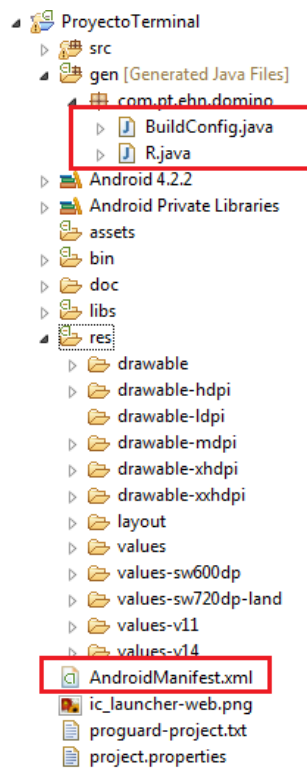 ProyectoTerminal
src
gen [Generated Java Files]
com.pt.ehn.domino
BuildConfig.java
R.java
Android 4.2.2
Android Private Libraries
assets
bin
doc
libs
res
drawable
drawable-hdpi
drawable-ldpi
drawable-mdpi
drawable-xhdpi
drawable-xxhdpi
layout
values
values-sw600dp
values-sw720dp-land
values-v11
values-v14
AndroidManifest.xml
ic_launcher-web.png
proguard-project.txt
project.properties